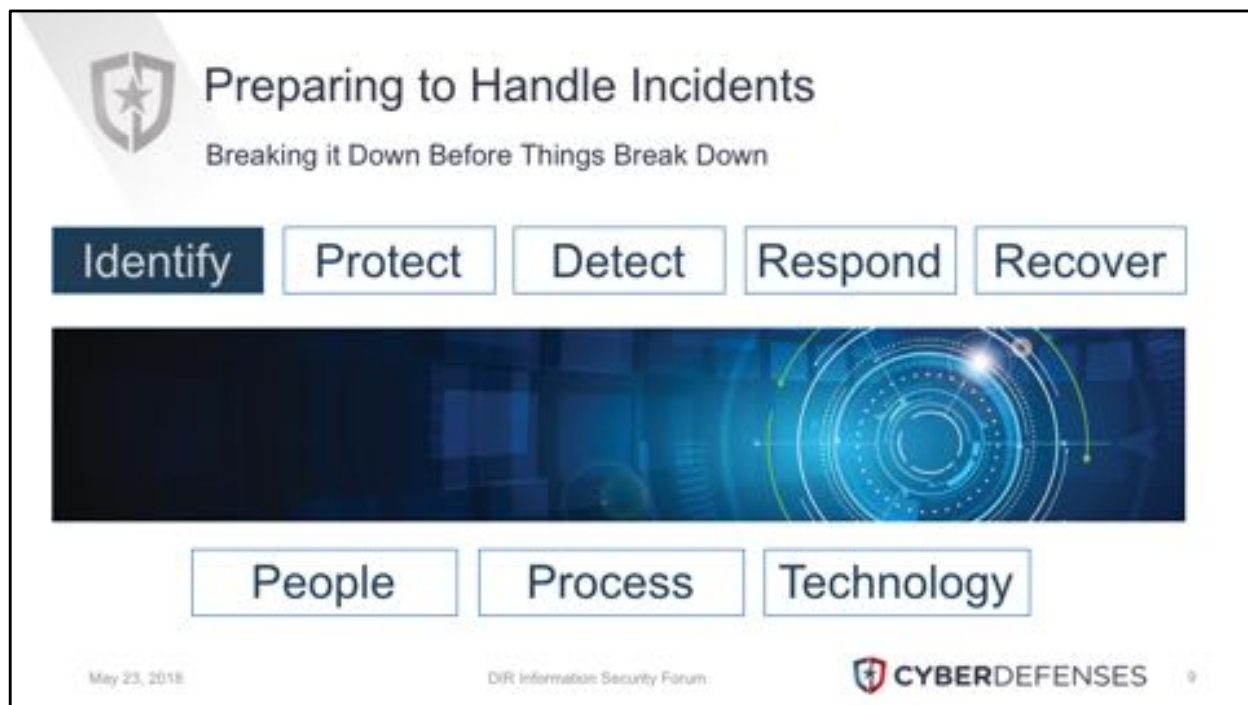 Preparing to Handle Incidents
Breaking it Down Before Things Break Down
Identify Protect Detect Respond Recover
People Process Technology
May 23, 2018 DIR Information Security Forum CYBERDEFENSES 9